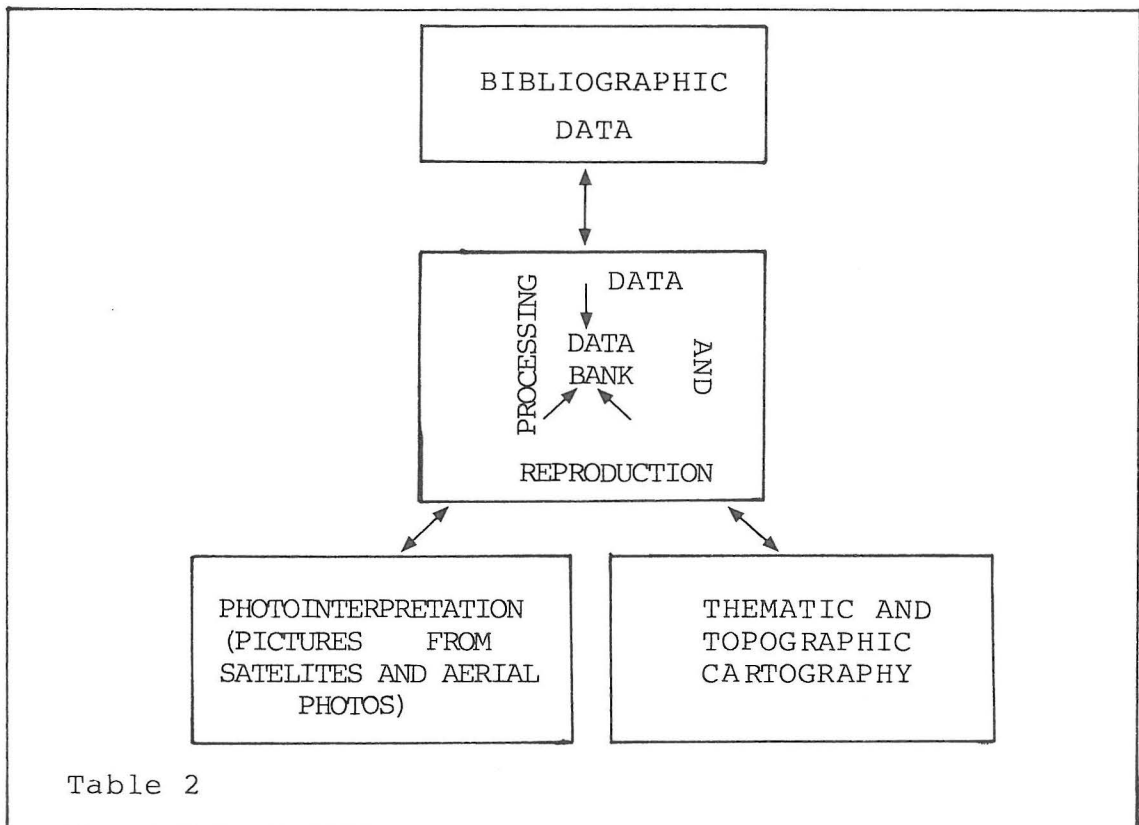 BIBLIOGRAPHIC
DATA
DATA
PROCESSING
DATA
BANK
AND
REPRODUCTION
PHOTOINTERPRETATION
(PICTURES FROM
SATELITES AND AERIAL
PHOTOS)
THEMATIC AND
TOPOGRAPHIC
CARTOGRAPHY
Table 2